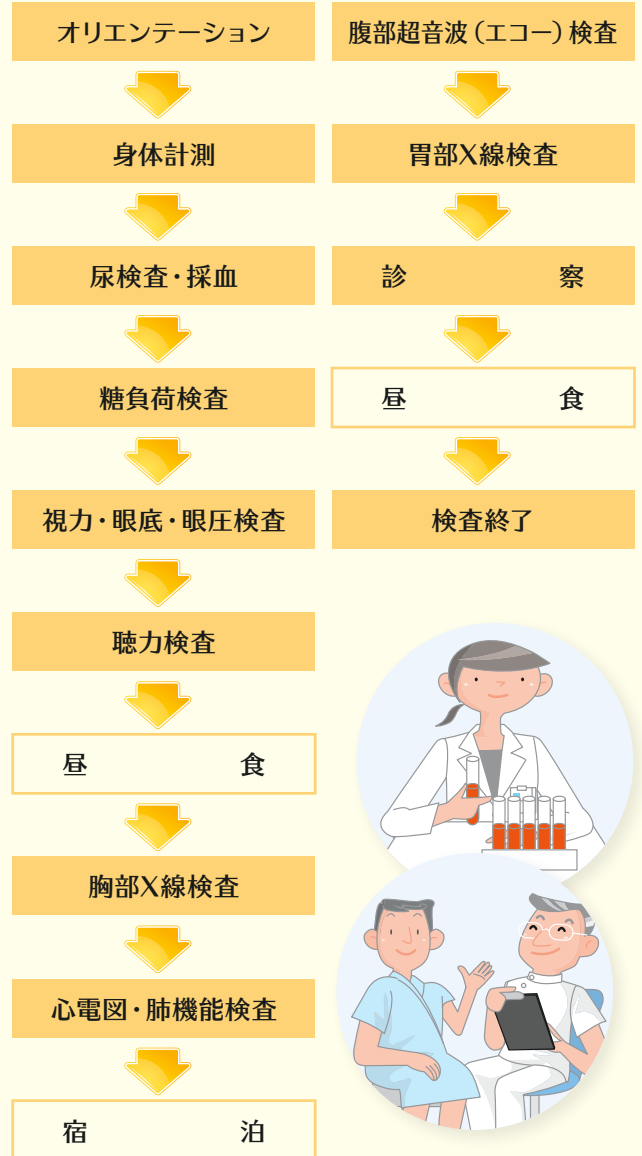 オリエンテーション
身体計測
尿検査・採血
糖負荷検査
視力・眼底・眼圧検査
聴力検査
昼食
胸部X線検査
心電図・肺機能検査
宿泊
腹部超音波（エコー）検査
胃部X線検査
診察
昼食
検査終了